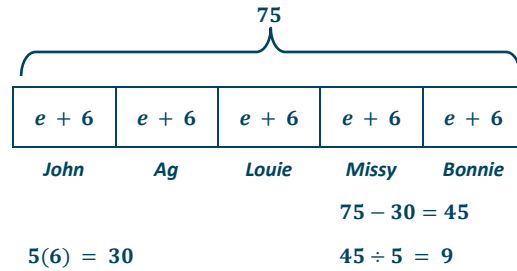 75
e + 6 e + 6 e + 6 e + 6 e + 6
John Ag Louie Missy Bonnie
75 − 30 = 45
5(6) = 30 45 ÷ 5 = 9